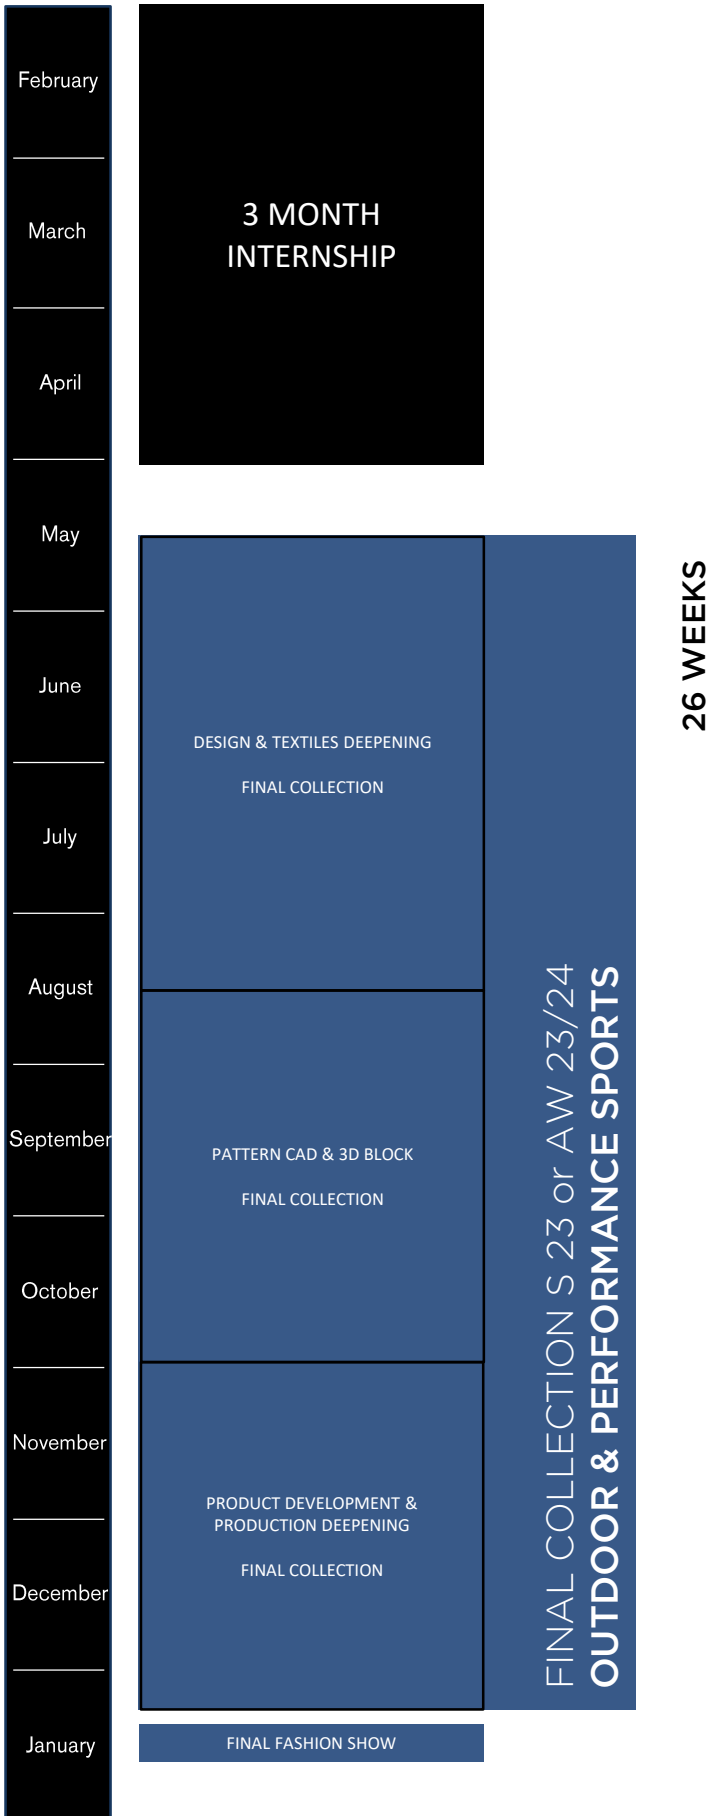 February
March
April
May
June
July
August
September
October
November
December
January
3 MONTH
INTERNSHIP
DESIGN & TEXTILES DEEPENING
FINAL COLLECTION
PATTERN CAD & 3D BLOCK
FINAL COLLECTION
PRODUCT DEVELOPMENT &
PRODUCTION DEEPENING
FINAL COLLECTION
FINAL FASHION SHOW
FINAL COLLECTION S 23 or AW 23/24
OUTDOOR & PERFORMANCE SPORTS
26 WEEKS